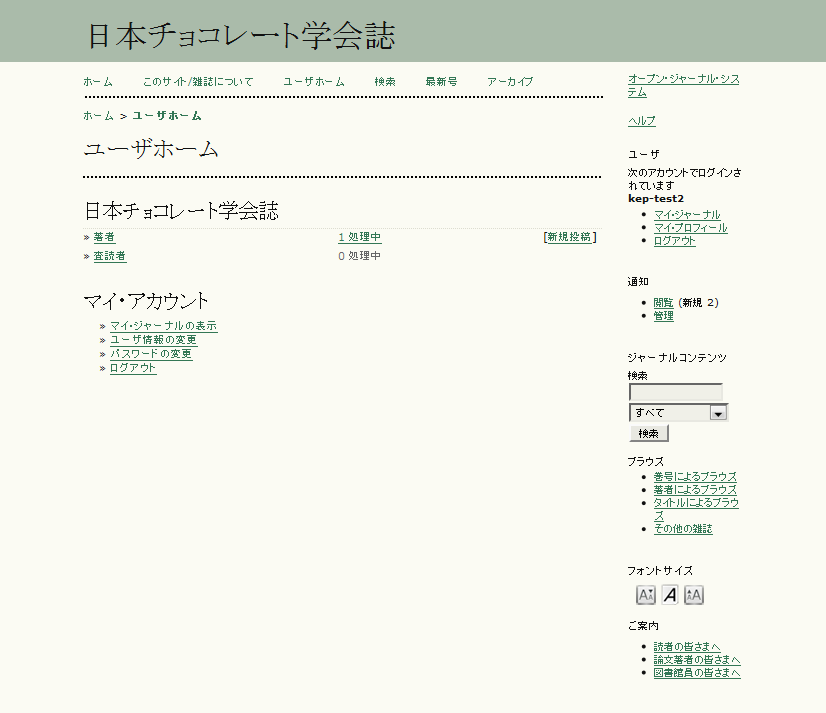 日本チョコレート学会誌
ホーム このサイト/雑誌について ユーザホーム 検索 最新号 アーカイブ
ホーム > ユーザホーム
ユーザホーム
日本チョコレート学会誌
» 著者 1 処理中 [新規投稿]
» 査読者 0 処理中
マイ・アカウント
» マイ・ジャーナルの表示
» ユーザ情報の変更
» パスワードの変更
» ログアウト
オープン・ジャーナル・シス
テム
ヘルプ
ユーザ
次のアカウントでログインさ
れています
kep-test2
マイ・ジャーナル
マイ・プロフィール
ログアウト
通知
閲覧 (新規 2)
管理
ジャーナルコンテンツ
検索
すべて
検索
ブラウズ
巻号によるブラウズ
著者によるブラウズ
タイトルによるブラウ
ズ
その他の雑誌
フォントサイズ
AA A AA
ご案内
読者の皆さまへ
論文著者の皆さまへ
図書館員の皆さまへ